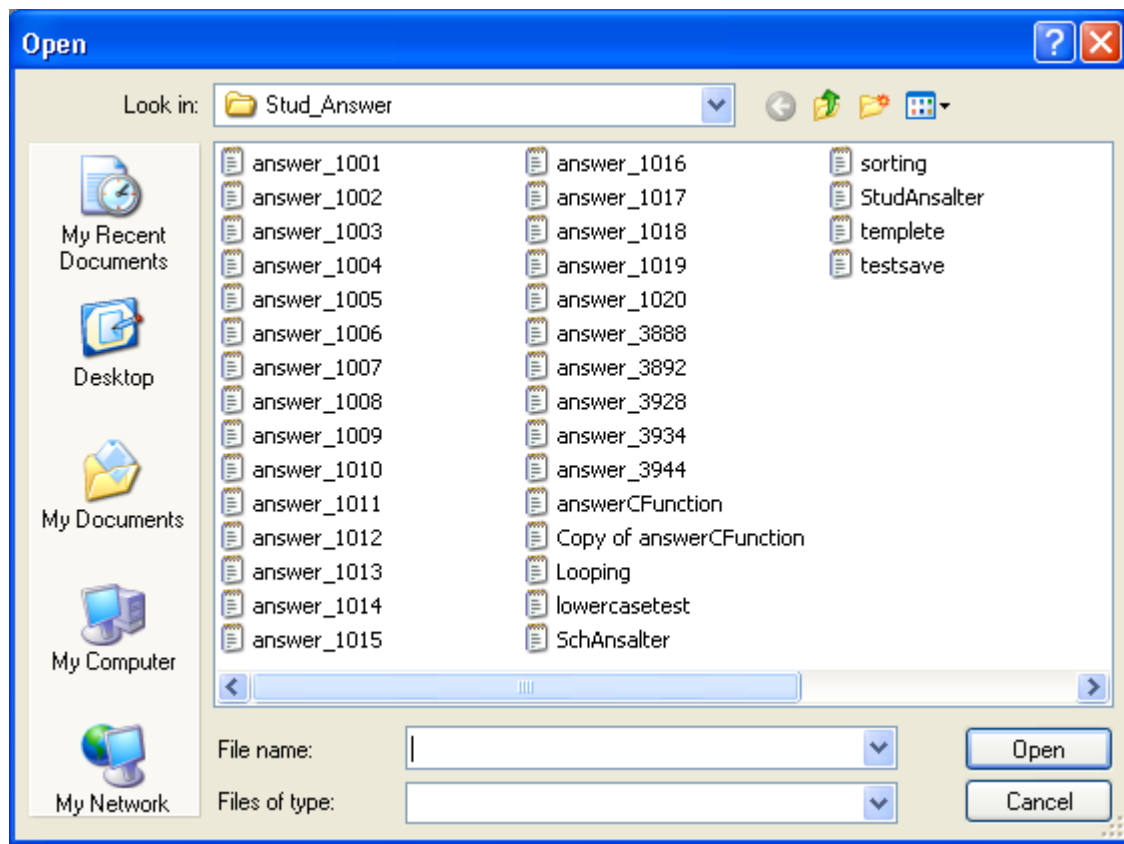 Open
Look in: Stud_Answer
My Recent
Documents
Desktop
My Documents
My Computer
My Network
answer_1001
answer_1002
answer_1003
answer_1004
answer_1005
answer_1006
answer_1007
answer_1008
answer_1009
answer_1010
answer_1011
answer_1012
answer_1013
answer_1014
answer_1015
answer_1016
answer_1017
answer_1018
answer_1019
answer_1020
answer_3888
answer_3892
answer_3928
answer_3934
answer_3944
answerCFunction
Copy of answerCFunction
Looping
lowercasetest
SchAnsalter
sorting
StudAnsalter
templete
testsave
File name:
Open
Files of type:
Cancel